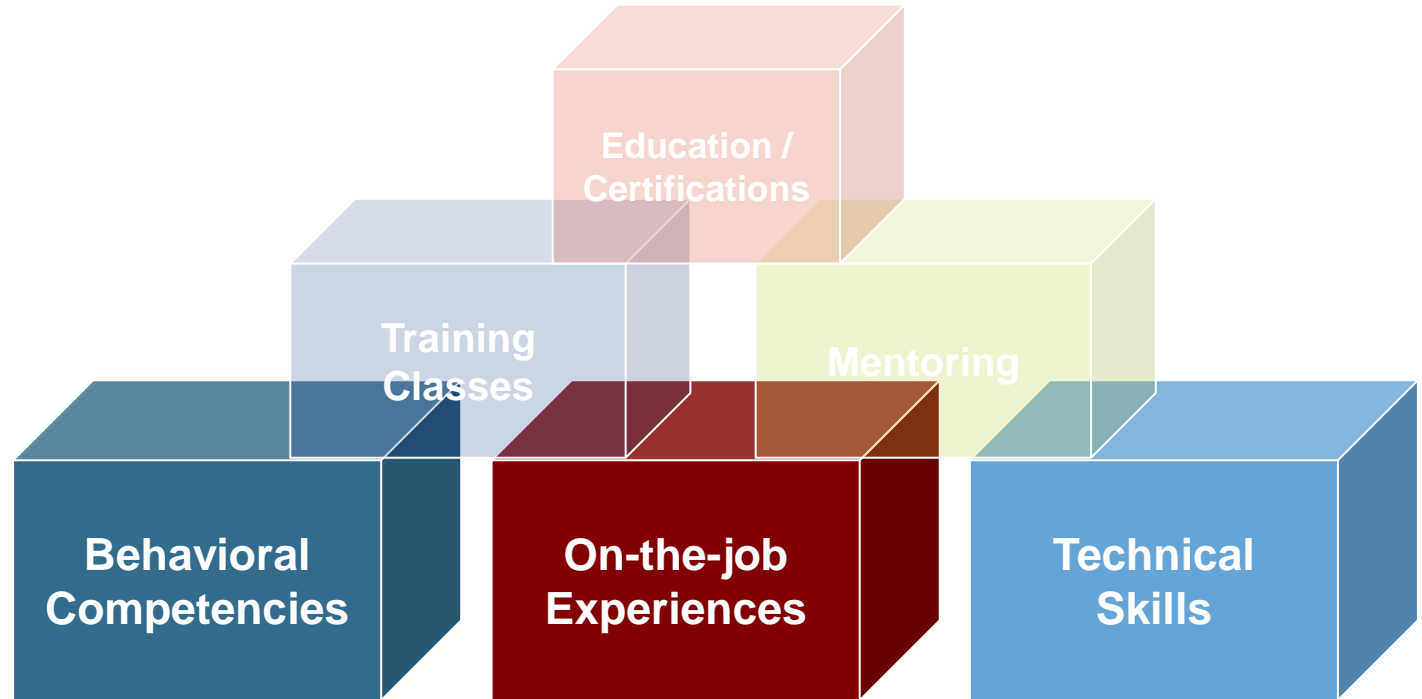 Education /
Certifications
Training
Classes
Mentoring
Behavioral
Competencies
On-the-job
Experiences
Technical
Skills